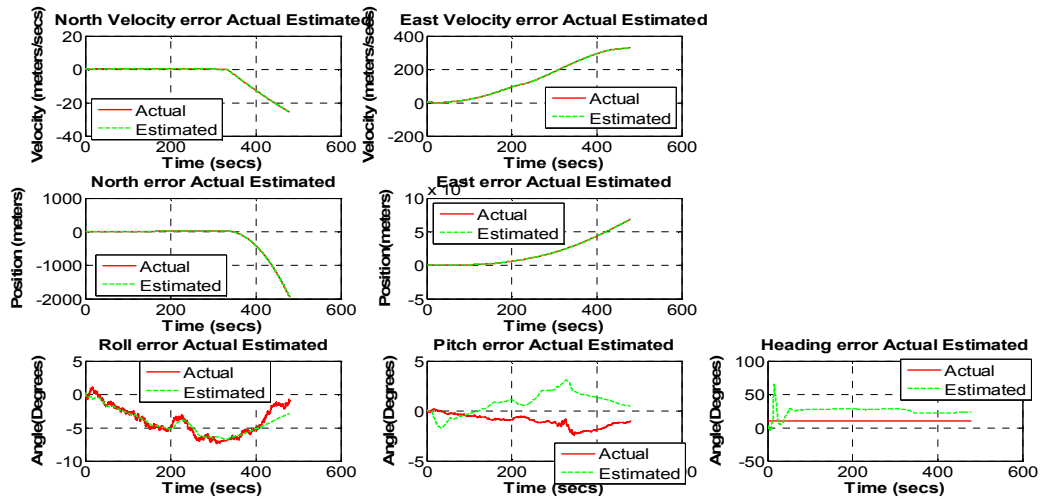 North Velocity error Actual Estimated
Velocity (meters/secs)
20
0
-20
-40
0
200
400
600
Actual
Estimated
Time (secs)
East Velocity error Actual Estimated
Velocity (meters/secs)
400
200
0
-200
0
200
400
600
Actual
Estimated
Time (secs)
North error Actual Estimated
Position (meters)
1000
0
-1000
-2000
0
200
400
600
Actual
Estimated
Time (secs)
East error Actual Estimated
Position(meters)
10
5
0
-5
0
200
400
600
Actual
Estimated
Time (secs)
Roll error Actual Estimated
Angle(Degrees)
5
0
-5
-10
0
200
400
600
Actual
Estimated
Time (secs)
Pitch error Actual Estimated
Angle(Degrees)
5
0
-5
0
200
400
600
Actual
Estimated
Time (secs)
Heading error Actual Estimated
Angle(Degrees)
100
50
0
-50
0
200
400
600
Actual
Estimated
Time (secs)